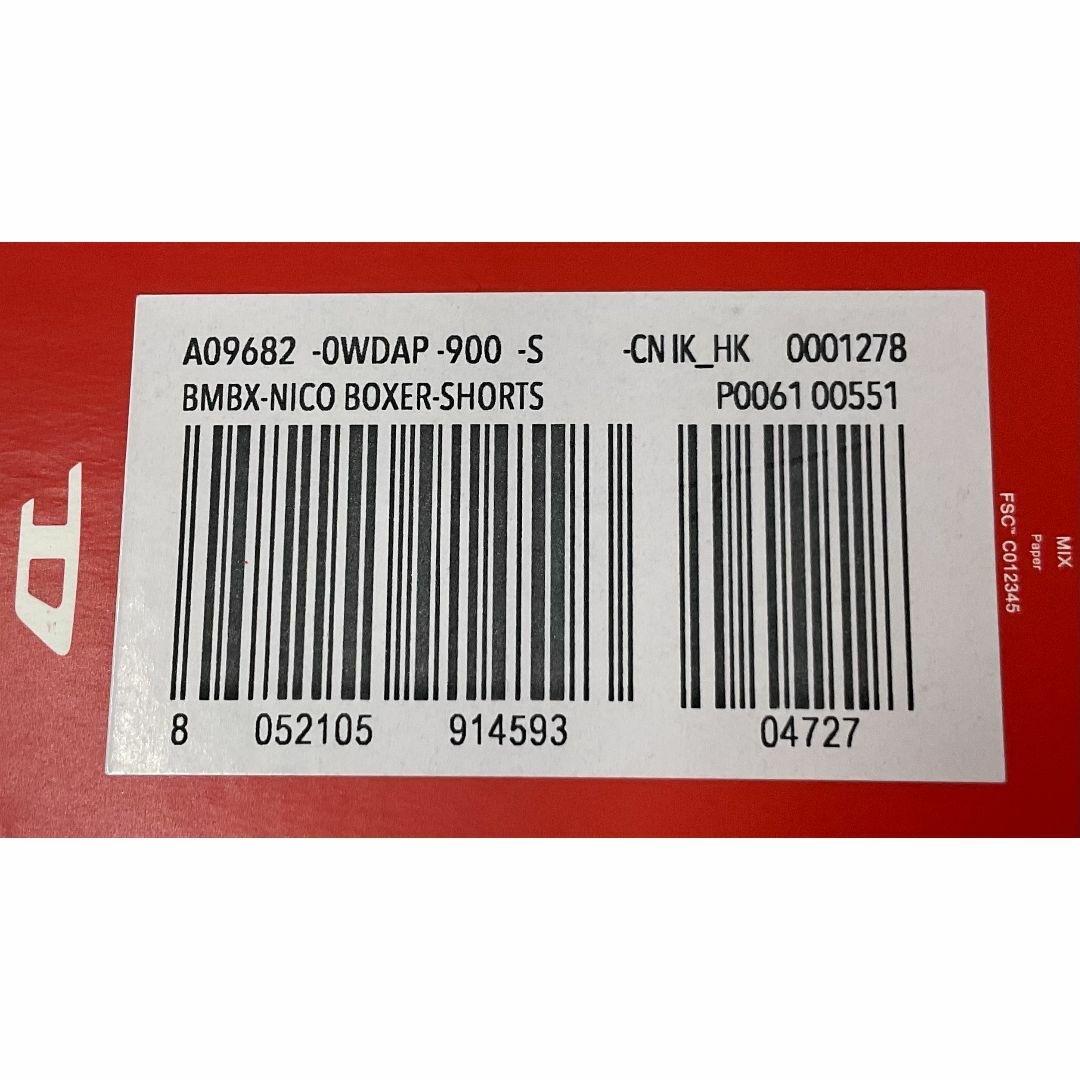 A09682 -0WDAP -900 -S -CN IK_HK 0001278
BMBX-NICO BOXER-SHORTS P0061 00551
8 052105 914593 04727
MIX
Paper
FSC™ C012345